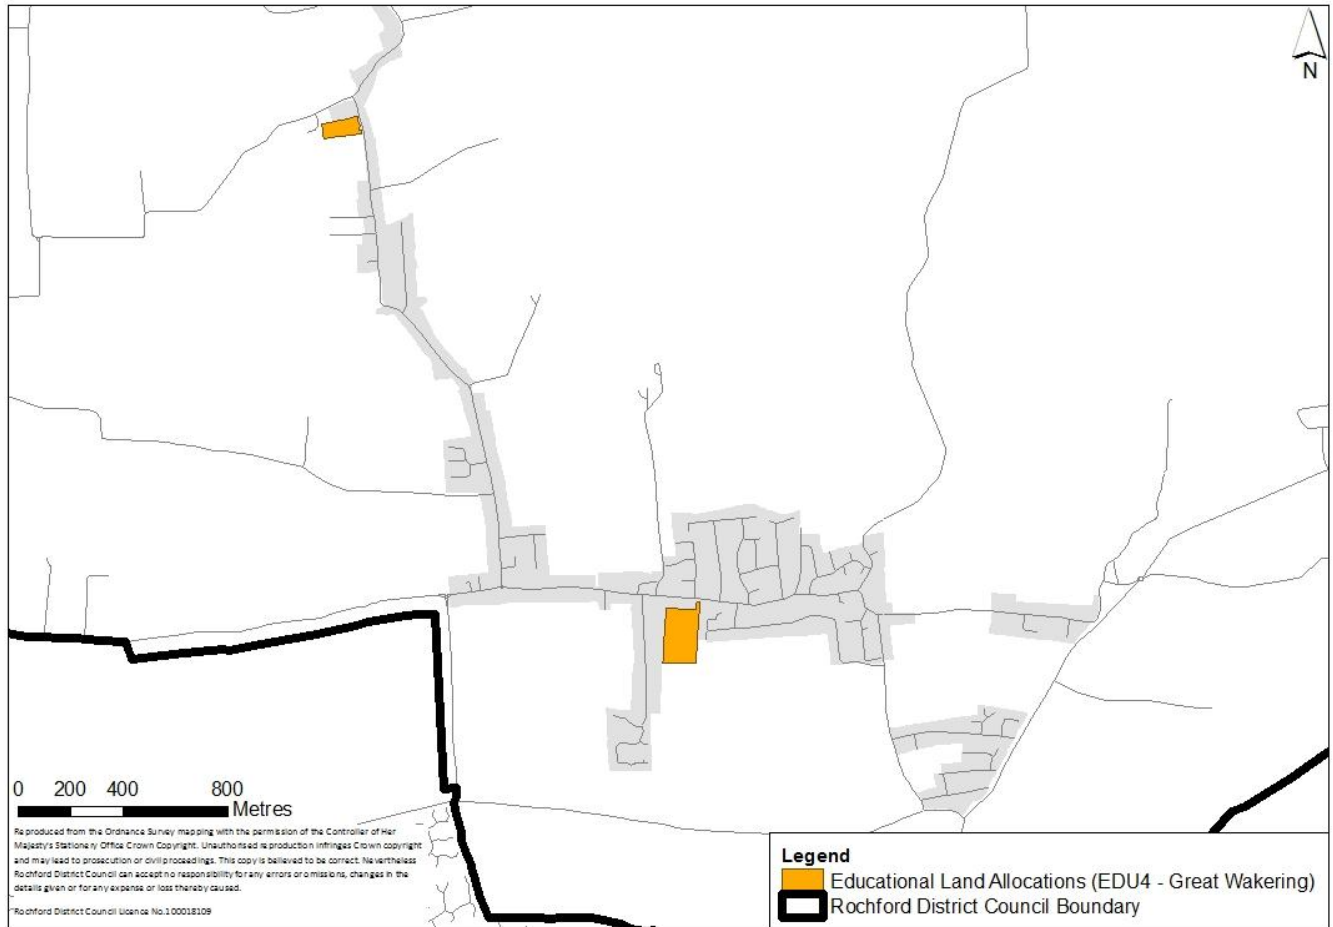 N
0 200 400 800
Metres
Reproduced from the Ordnance Survey mapping with the permission of the Controller of Her
Majesty's Stationery Office Crown Copyright. Unauthorised reproduction infringes Crown copyright
and may lead to prosecution or civil proceedings. This copy is believed to be correct. Nevertheless
Rochford District Council can accept no responsibility for any errors or omissions, changes in the
details given or for any expense or loss thereby caused.
Rochford District Council Licence No.100018109
Legend
Educational Land Allocations (EDU4 - Great Wakering)
Rochford District Council Boundary